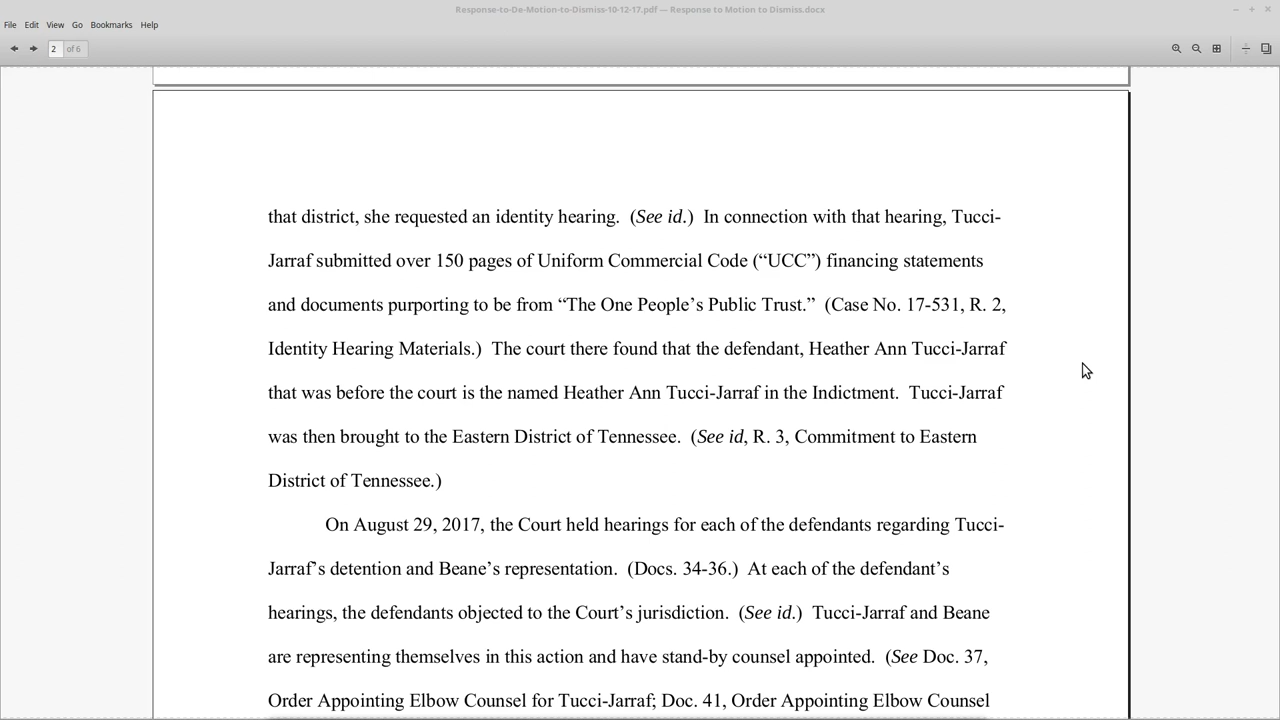 Response-to-De-Motion-to-Dismiss-10-12-17.pdf — Response to Motion to Dismiss.docx
File Edit View Go Bookmarks Help
2 of 6
that district, she requested an identity hearing.  (See id.)  In connection with that hearing, Tucci-
Jarraf submitted over 150 pages of Uniform Commercial Code (“UCC”) financing statements
and documents purporting to be from “The One People’s Public Trust.”  (Case No. 17-531, R. 2,
Identity Hearing Materials.)  The court there found that the defendant, Heather Ann Tucci-Jarraf
that was before the court is the named Heather Ann Tucci-Jarraf in the Indictment.  Tucci-Jarraf
was then brought to the Eastern District of Tennessee.  (See id, R. 3, Commitment to Eastern
District of Tennessee.)
On August 29, 2017, the Court held hearings for each of the defendants regarding Tucci-
Jarraf’s detention and Beane’s representation.  (Docs. 34-36.)  At each of the defendant’s
hearings, the defendants objected to the Court’s jurisdiction.  (See id.)  Tucci-Jarraf and Beane
are representing themselves in this action and have stand-by counsel appointed.  (See Doc. 37,
Order Appointing Elbow Counsel for Tucci-Jarraf; Doc. 41, Order Appointing Elbow Counsel